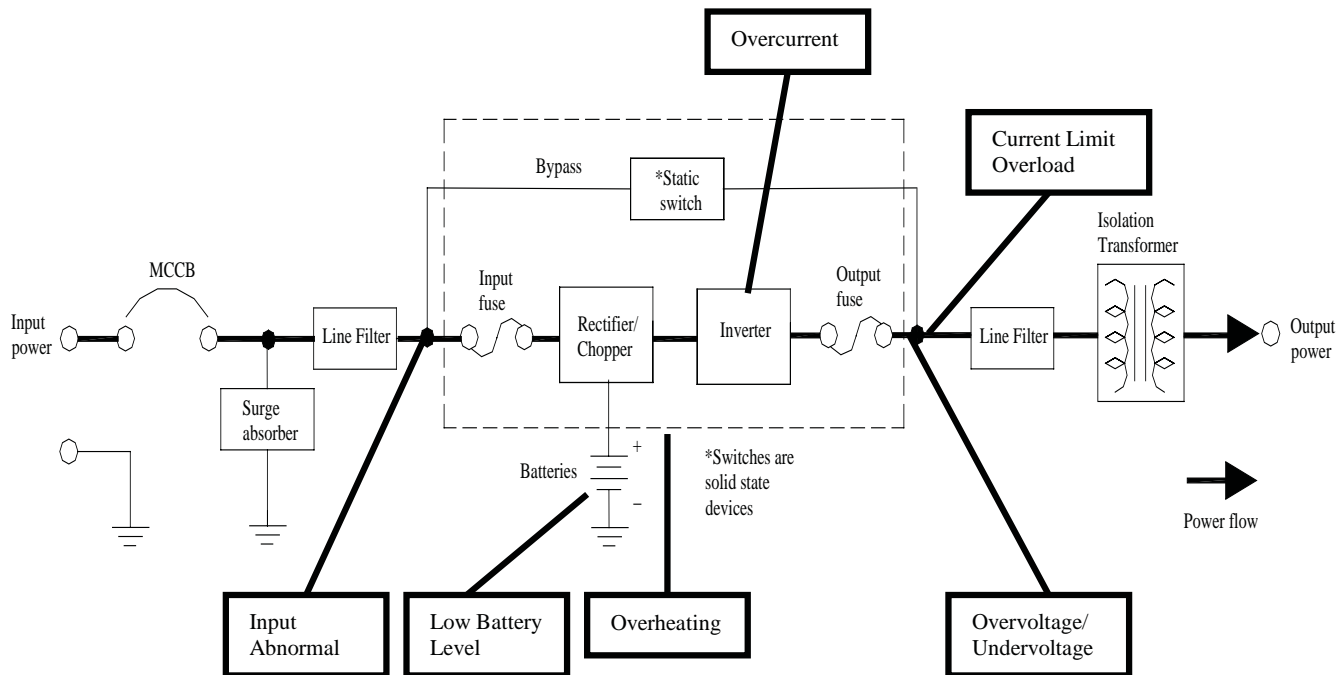 Overcurrent
Current Limit
Overload
Bypass
*Static
switch
Isolation
Transformer
MCCB
Input
fuse
Output
fuse
Input
power
Line Filter
Rectifier/
Chopper
Inverter
Line Filter
Output
power
Surge
absorber
Batteries
+
−
*Switches are
solid state
devices
Power flow
Input
Abnormal
Low Battery
Level
Overheating
Overvoltage/
Undervoltage